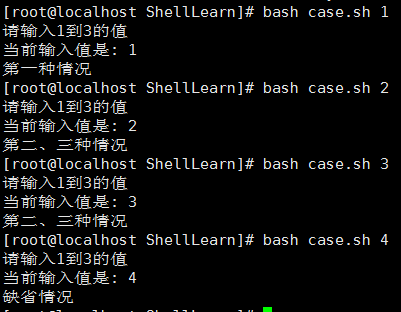 [root@localhost ShellLearn]# bash case.sh 1
请输入1到3的值
当前输入值是: 1
第一种情况
[root@localhost ShellLearn]# bash case.sh 2
请输入1到3的值
当前输入值是: 2
第二、三种情况
[root@localhost ShellLearn]# bash case.sh 3
请输入1到3的值
当前输入值是: 3
第二、三种情况
[root@localhost ShellLearn]# bash case.sh 4
请输入1到3的值
当前输入值是: 4
缺省情况
[root@localhost ShellLearn]#